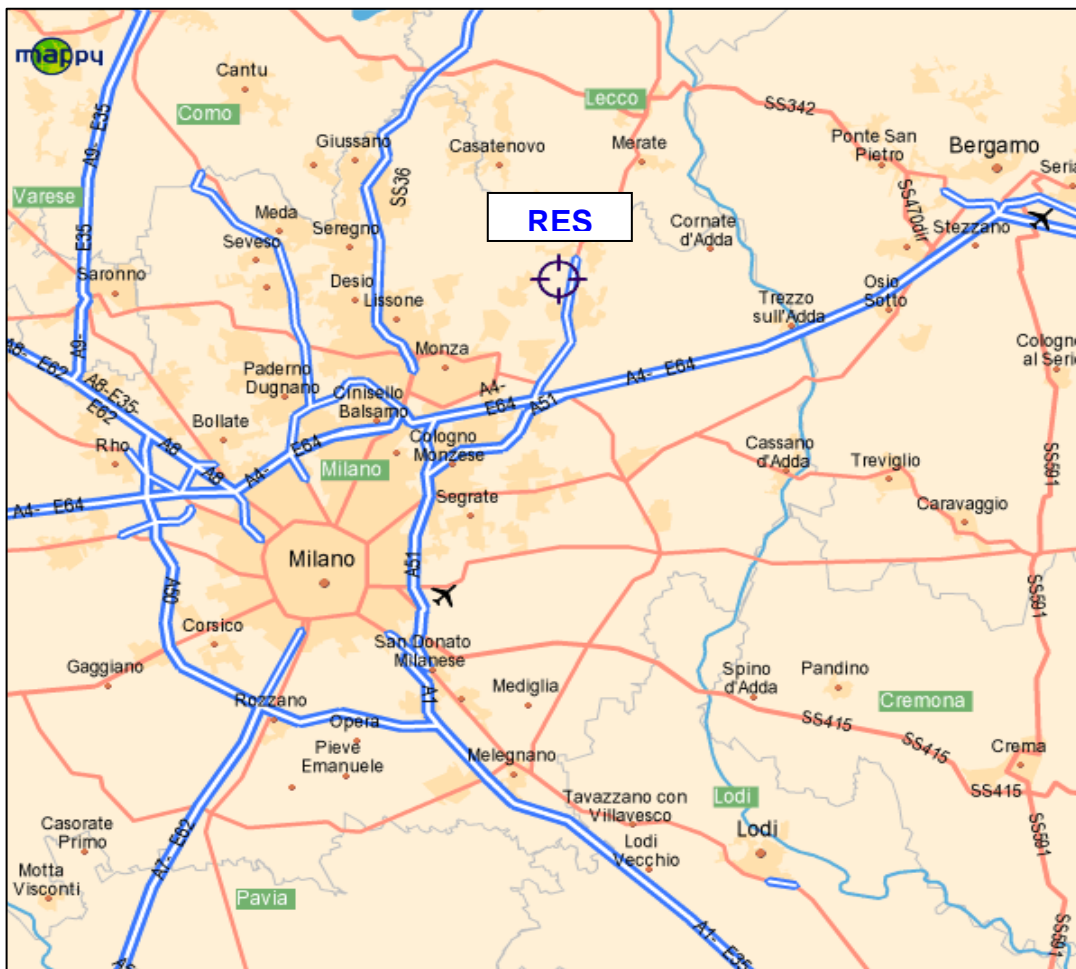 mappy
A9- E35
Cantu
Como
Lecco
SS342
Giussano
Casatenovo
Merate
Ponte San
Pietro
Bergamo
Varese
SS36
RES
SS470dir
Meda
Seregno
Cornate
d'Adda
Seveso
Stezzano
E35
Saronno
Desio
Lissone
Osio
Sotto
Trezzo
sull'Adda
A9-
Monza
Cologno
al Serio
A8- E62
Paderno
Dugnano
A4- E64
A8-E35-
E62
Cinisello
Balsamo
A4-
E64
A51
Bollate
Rho
A8
A8
Cologno
Monzese
A4- E64
Milano
Cassano
d'Adda
Treviglio
SS591
Segrate
Caravaggio
A4- E64
Milano
A51
A50
SS591
Corsico
San Donato
Milanese
Gaggiano
Spino
d'Adda
Pandino
Rozzano
A1
Mediglia
Cremona
Opera
SS415
SS415
Pieve
Emanuele
Melegnano
Crema
SS415
Tavazzano con
Villavesco
Lodi
Casorate
Primo
A7- E62
Lodi
Lodi
Vecchio
SS591
Motta
Visconti
Pavia
A1- E35
SS591